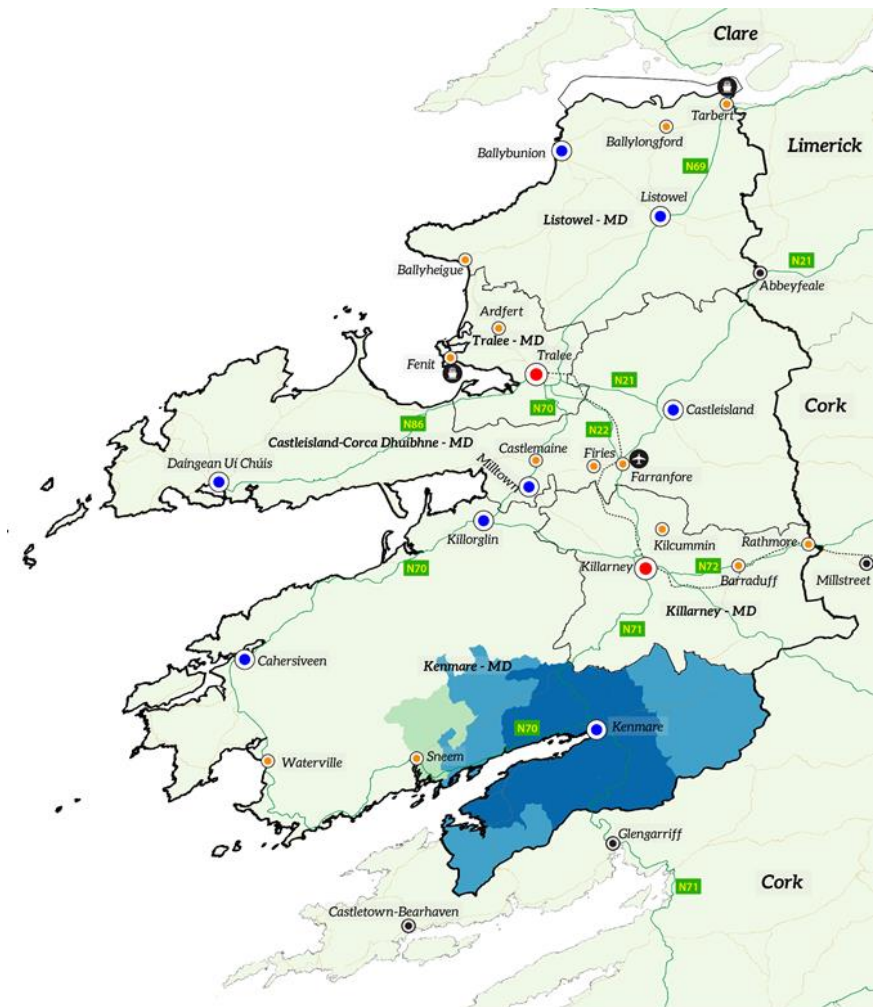 Clare
Tarbert
Ballylongford
Limerick
Ballybunion
N69
Listowel
Listowel - MD
N21
Ballyheigue
Abbeyfeale
Ardfert
Tralee - MD
Fenit
Tralee
N21
N70
Castleisland
Cork
N86
N22
Castleisland-Corca Dhuibhne - MD
Castlemaine
Firies
Daingean Uí Chúis
Milltown
Farranfore
Killorglin
Kilcummin
Rathmore
N70
Killarney
N72
Barraduff
Millstreet
Killarney - MD
N71
Cahersiveen
Kenmare - MD
N70
Kenmare
Waterville
Sneem
Glengarriff
N71
Cork
Castletown-Bearhaven